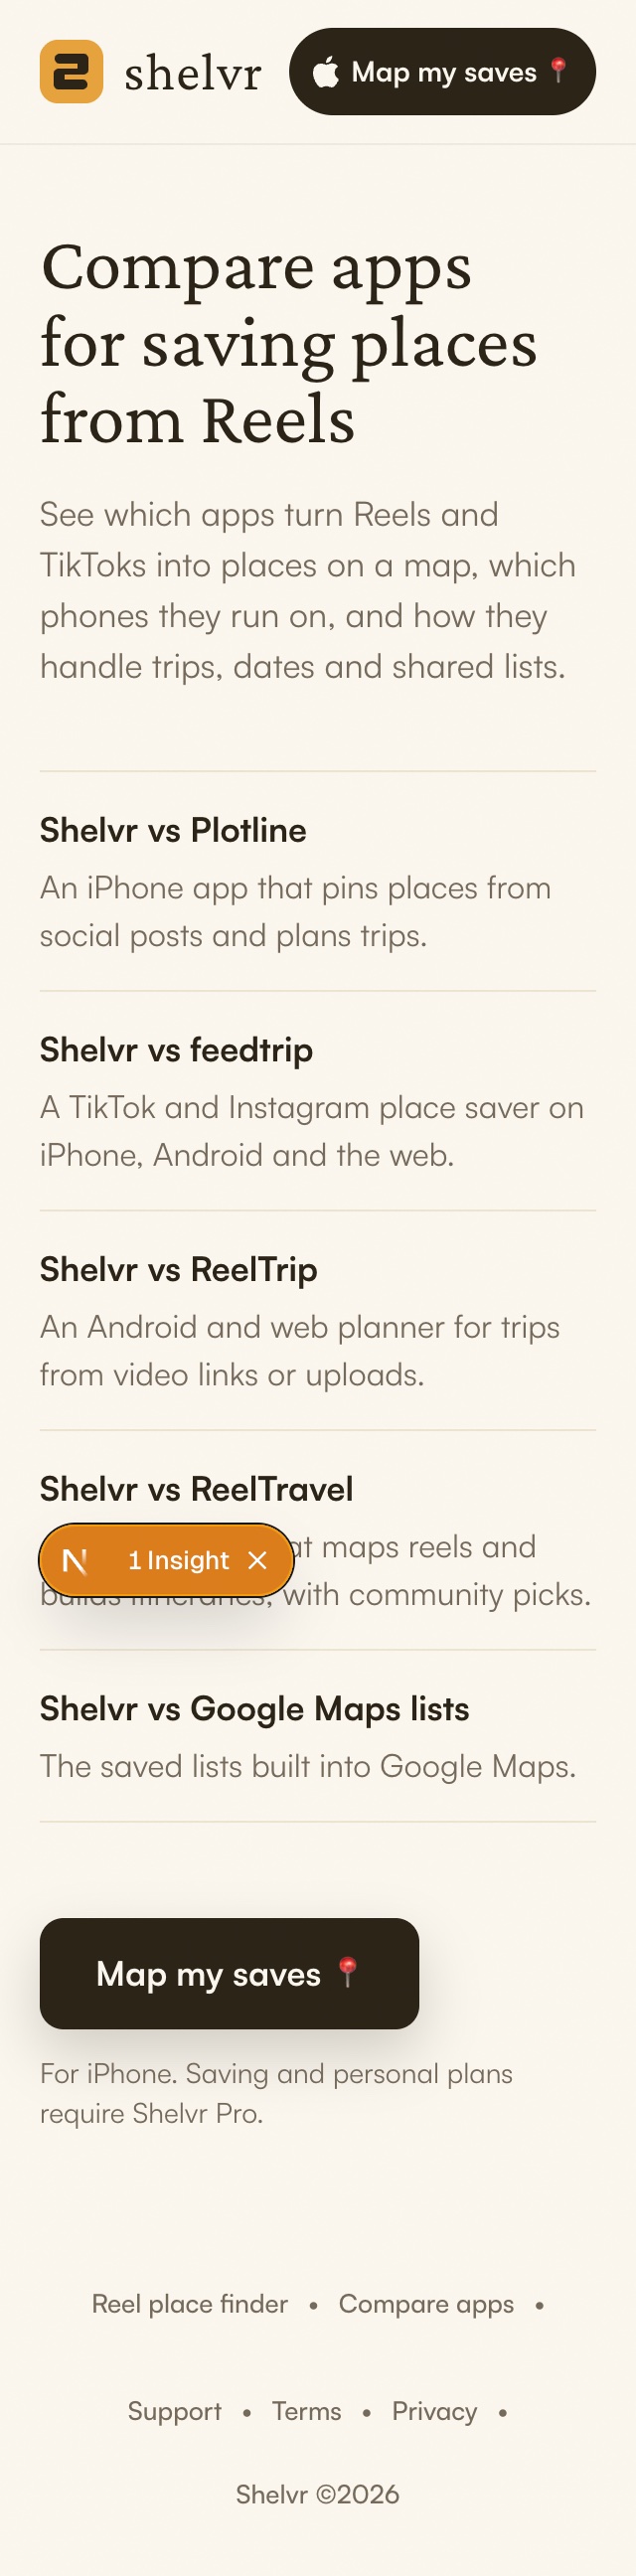 shelvr
Map my saves
Compare apps
for saving places
from Reels
See which apps turn Reels and
TikToks into places on a map, which
phones they run on, and how they
handle trips, dates and shared lists.
Shelvr vs Plotline
An iPhone app that pins places from
social posts and plans trips.
Shelvr vs feedtrip
A TikTok and Instagram place saver on
iPhone, Android and the web.
Shelvr vs ReelTrip
An Android and web planner for trips
from video links or uploads.
Shelvr vs ReelTravel
maps reels and
1 Insight
with community picks.
Shelvr vs Google Maps lists
The saved lists built into Google Maps.
Map my saves
For iPhone. Saving and personal plans
require Shelvr Pro.
Reel place finder • Compare apps •
Support • Terms • Privacy •
Shelvr ©2026